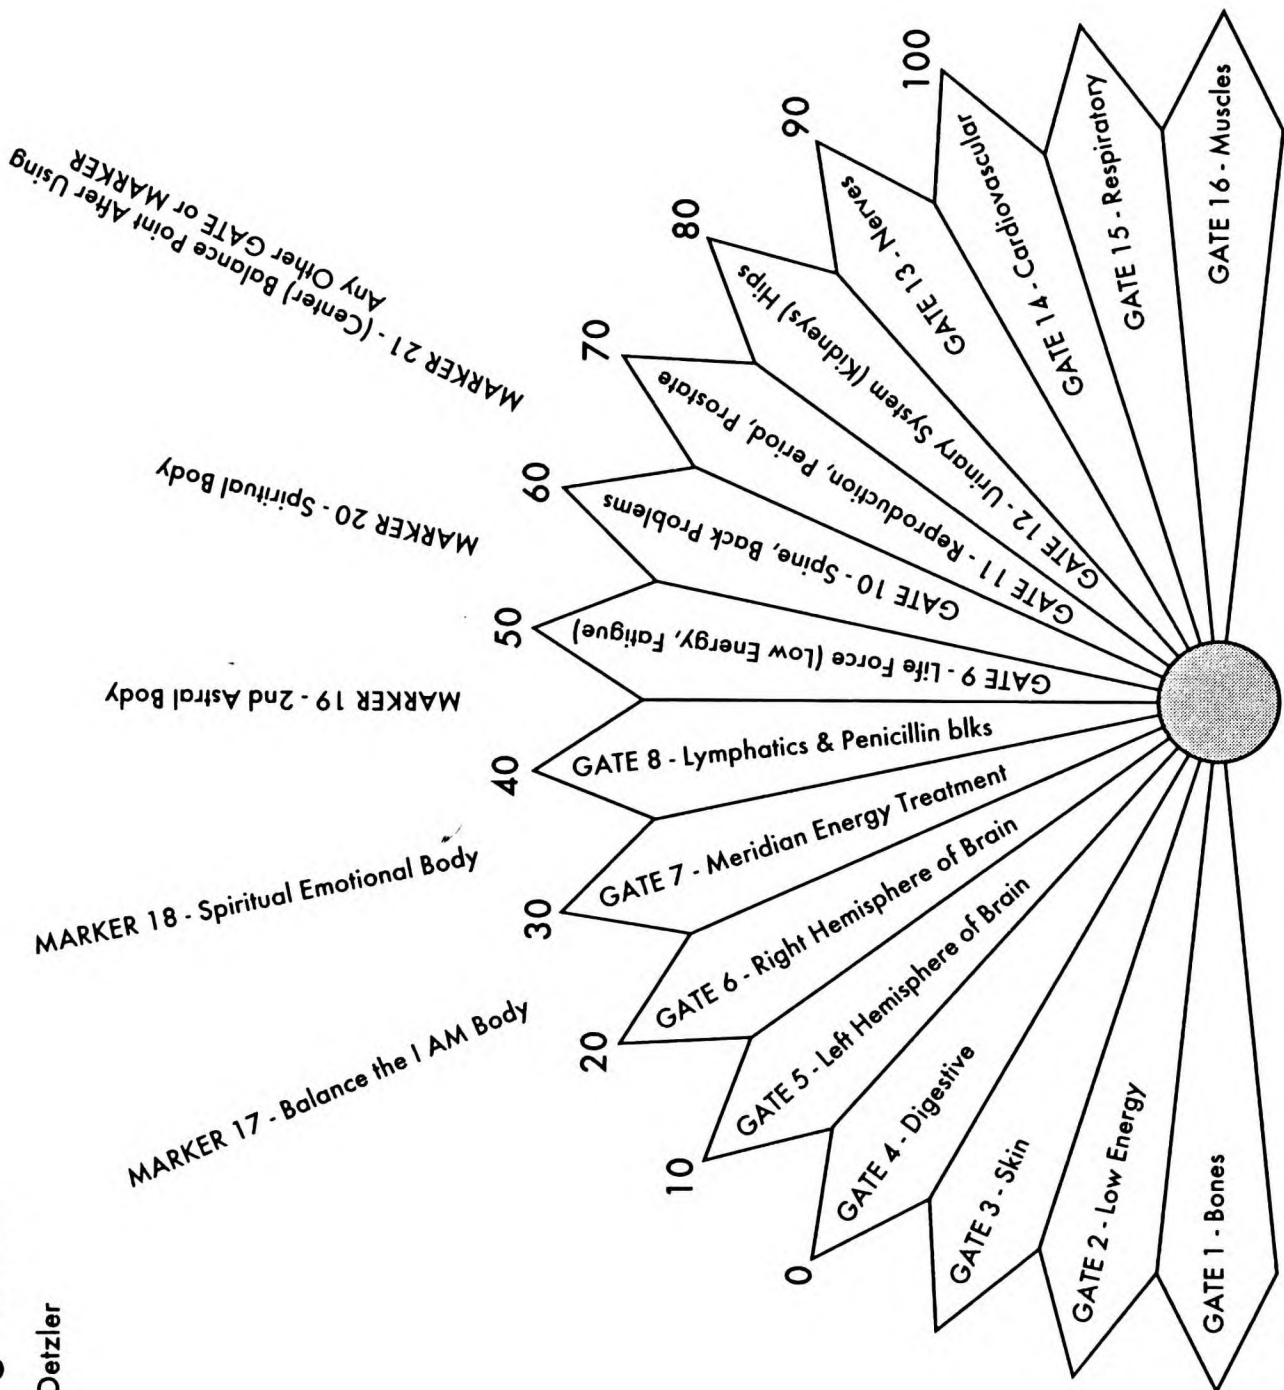 Detzler
MARKER 17 - Balance the I AM Body
MARKER 18 - Spiritual Emotional Body
MARKER 19 - 2nd Astral Body
MARKER 20 - Spiritual Body
MARKER 21 - (Center) Balance Point After Using
Any Other GATE or MARKER
0
10
20
30
40
50
60
70
80
90
100
GATE 1 - Bones
GATE 2 - Low Energy
GATE 3 - Skin
GATE 4 - Digestive
GATE 5 - Left Hemisphere of Brain
GATE 6 - Right Hemisphere of Brain
GATE 7 - Meridian Energy Treatment
GATE 8 - Lymphatics & Penicillin blks
GATE 9 - Life Force (Low Energy, Fatigue)
GATE 10 - Spine, Back Problems
GATE 11 - Reproduction, Period, Prostate
GATE 12 - Urinary System (Kidneys) Hips
GATE 13 - Nerves
GATE 14 - Cardiovascular
GATE 15 - Respiratory
GATE 16 - Muscles